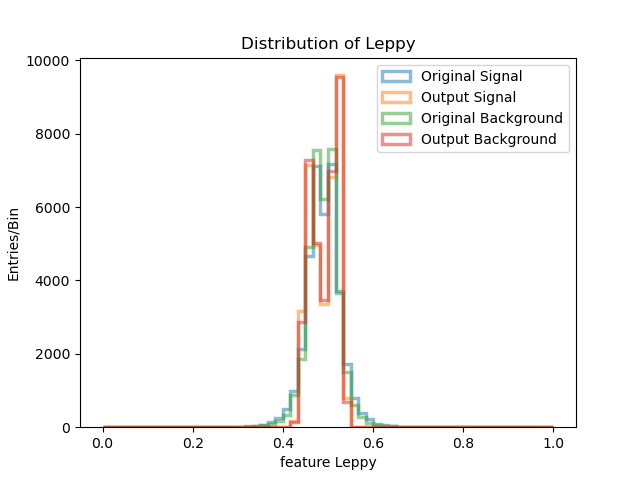 Distribution of Leppy
Original Signal
Output Signal
Original Background
Output Background
Entries/Bin
10000
8000
6000
4000
2000
0
0.0 0.2 0.4 0.6 0.8 1.0
feature Leppy